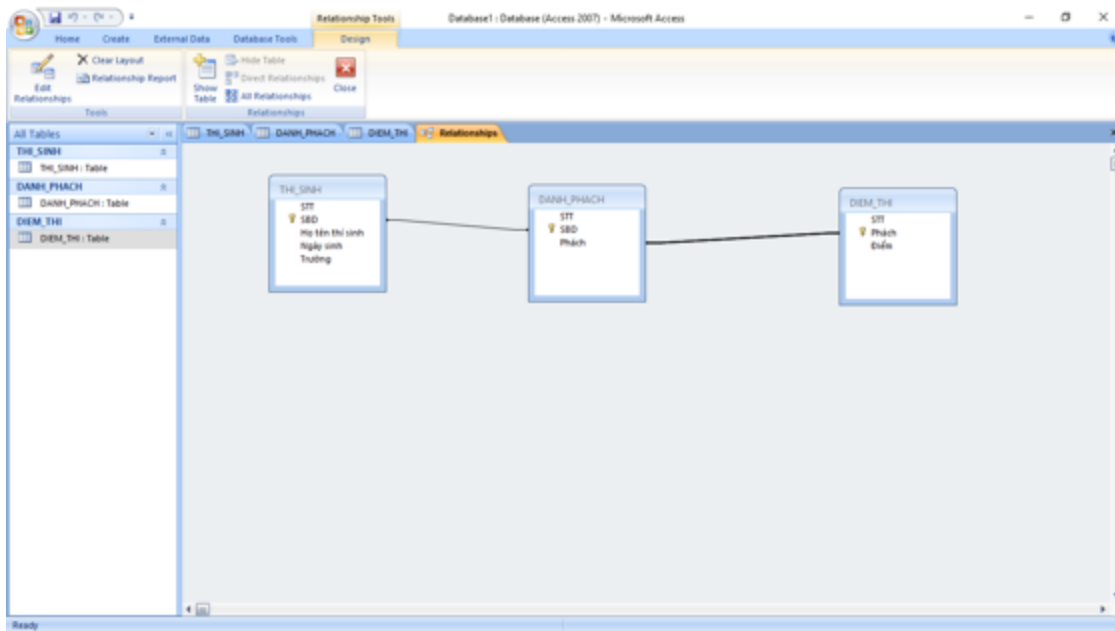 Relationship Tools
Database1 : Database (Access 2007) - Microsoft Access
Home Create External Data Database Tools Design
Edit Relationships
Clear Layout
Relationship Report
Tools
Show Table
Hide Table
Direct Relationships
All Relationships
Close
Relationships
All Tables
THI_SINH
THI_SINH : Table
DANH_PHACH
DANH_PHACH : Table
DIEM_THI
DIEM_THI : Table
THI_SINH DANH_PHACH DIEM_THI Relationships
THI_SINH
STT
SBD
Họ tên thí sinh
Ngày sinh
Trường
DANH_PHACH
STT
SBD
Phách
DIEM_THI
STT
Phách
Điểm
Ready